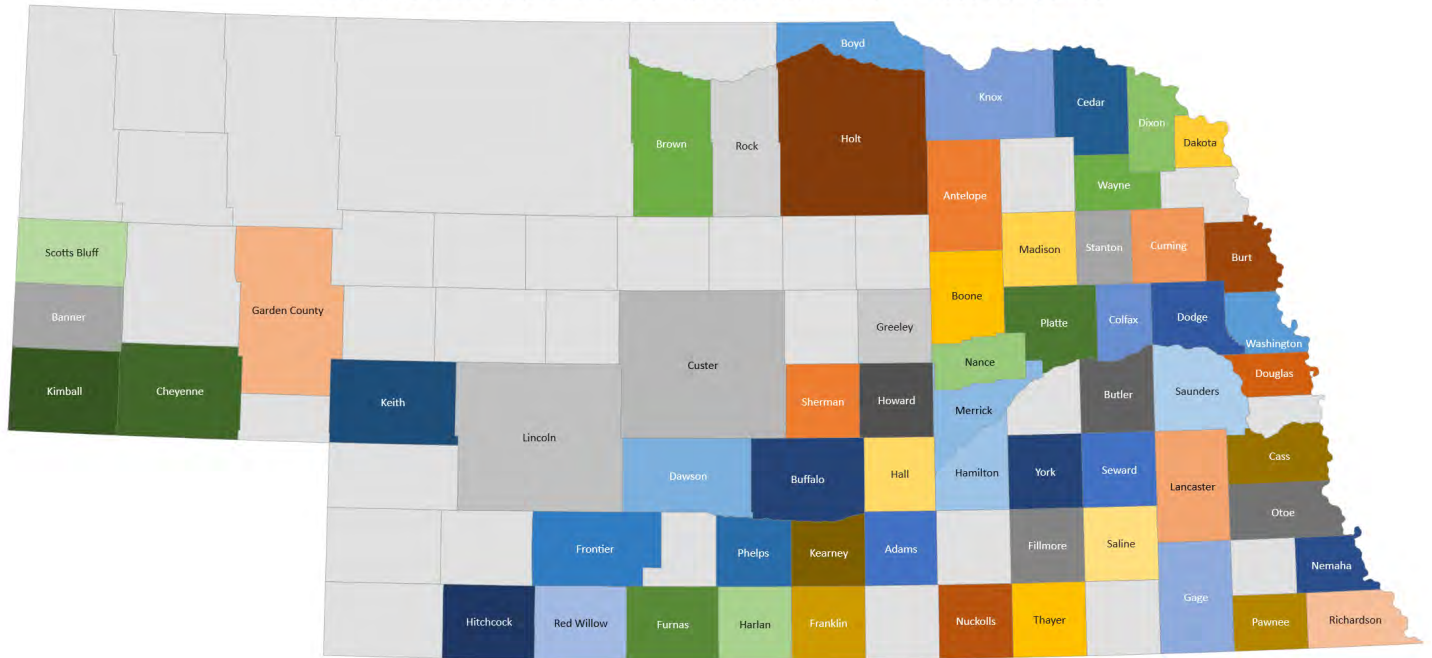 Boyd
Knox
Cedar
Dixon
Dakota
Brown
Rock
Holt
Antelope
Wayne
Scotts Bluff
Garden County
Madison
Stanton
Cuming
Burt
Banner
Boone
Greeley
Platte
Colfax
Dodge
Washington
Kimball
Cheyenne
Keith
Lincoln
Custer
Sherman
Howard
Nance
Merrick
Butler
Saunders
Douglas
Dawson
Buffalo
Hall
Hamilton
York
Seward
Lancaster
Cass
Otoe
Frontier
Phelps
Kearney
Adams
Fillmore
Saline
Nemaha
Hitchcock
Red Willow
Furnas
Harlan
Franklin
Nuckolls
Thayer
Gage
Pawnee
Richardson